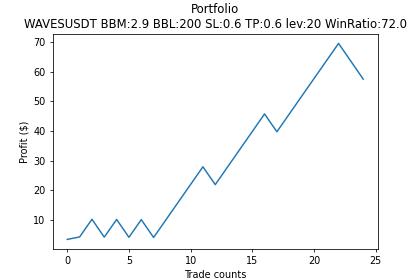 Portfolio
WAVESUSDT BBM:2.9 BBL:200 SL:0.6 TP:0.6 lev:20 WinRatio:72.0
70
60
50
40
30
20
10
Profit ($)
0 5 10 15 20 25
Trade counts